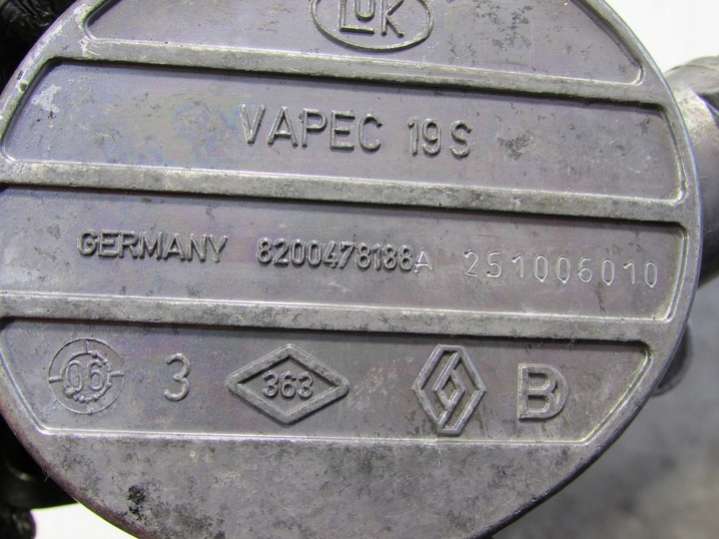 LuK
VAPEC 19S
GERMANY 8200478188A 251006010
06 3 363 B